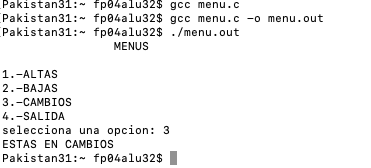 Pakistan31:~ fp04alu32$ gcc menu.c
Pakistan31:~ fp04alu32$ gcc menu.c -o menu.out
Pakistan31:~ fp04alu32$ ./menu.out
MENUS
1.-ALTAS
2.-BAJAS
3.-CAMBIOS
4.-SALIDA
selecciona una opcion: 3
ESTAS EN CAMBIOS
Pakistan31:~ fp04alu32$